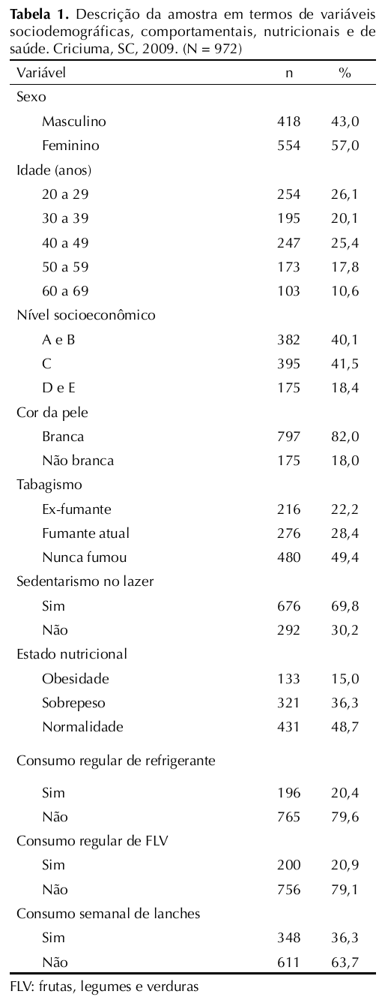 Tabela 1. Descrição da amostra em termos de variáveis
sociodemográficas, comportamentais, nutricionais e de
saúde. Criciuma, SC, 2009. (N = 972)
Variável n %
Sexo
Masculino 418 43,0
Feminino 554 57,0
Idade (anos)
20 a 29 254 26,1
30 a 39 195 20,1
40 a 49 247 25,4
50 a 59 173 17,8
60 a 69 103 10,6
Nível socioeconômico
A e B 382 40,1
C 395 41,5
D e E 175 18,4
Cor da pele
Branca 797 82,0
Não branca 175 18,0
Tabagismo
Ex-fumante 216 22,2
Fumante atual 276 28,4
Nunca fumou 480 49,4
Sedentarismo no lazer
Sim 676 69,8
Não 292 30,2
Estado nutricional
Obesidade 133 15,0
Sobrepeso 321 36,3
Normalidade 431 48,7
Consumo regular de refrigerante
Sim 196 20,4
Não 765 79,6
Consumo regular de FLV
Sim 200 20,9
Não 756 79,1
Consumo semanal de lanches
Sim 348 36,3
Não 611 63,7
FLV: frutas, legumes e verduras